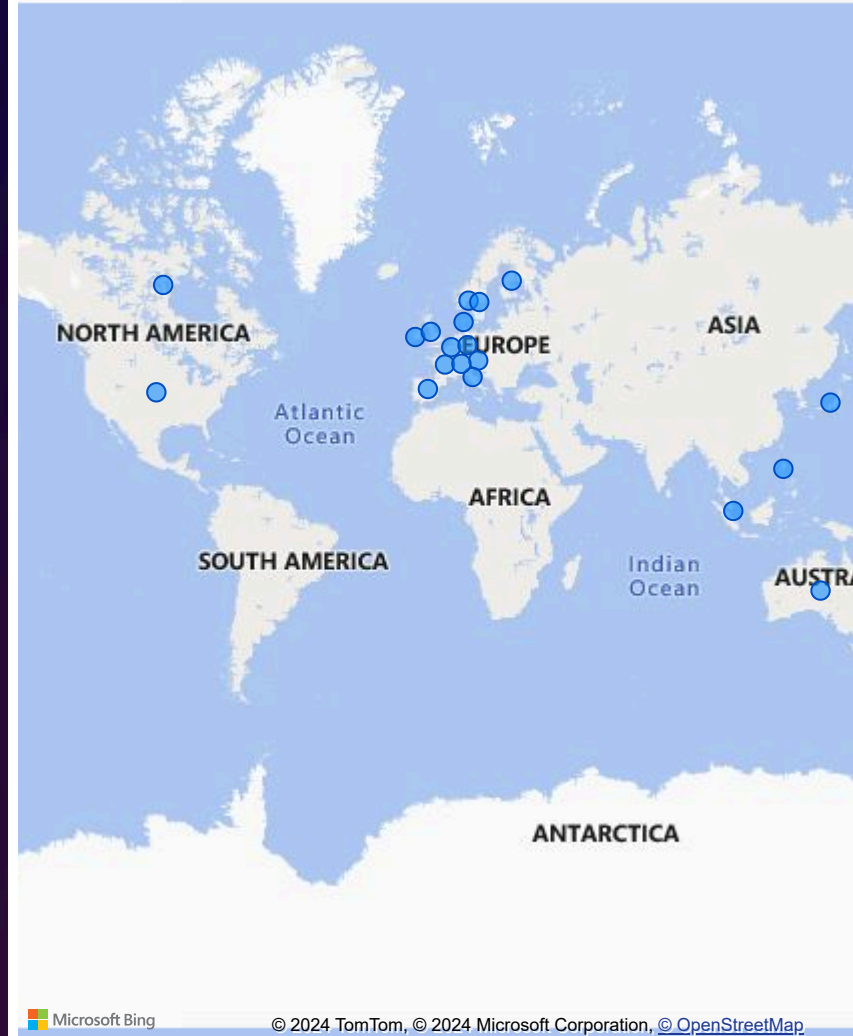 NORTH AMERICA
ASIA
EUROPE
Atlantic
Ocean
AFRICA
SOUTH AMERICA
Indian
Ocean
AUSTRA
ANTARCTICA
Microsoft Bing
© 2024 TomTom, © 2024 Microsoft Corporation, © OpenStreetMap